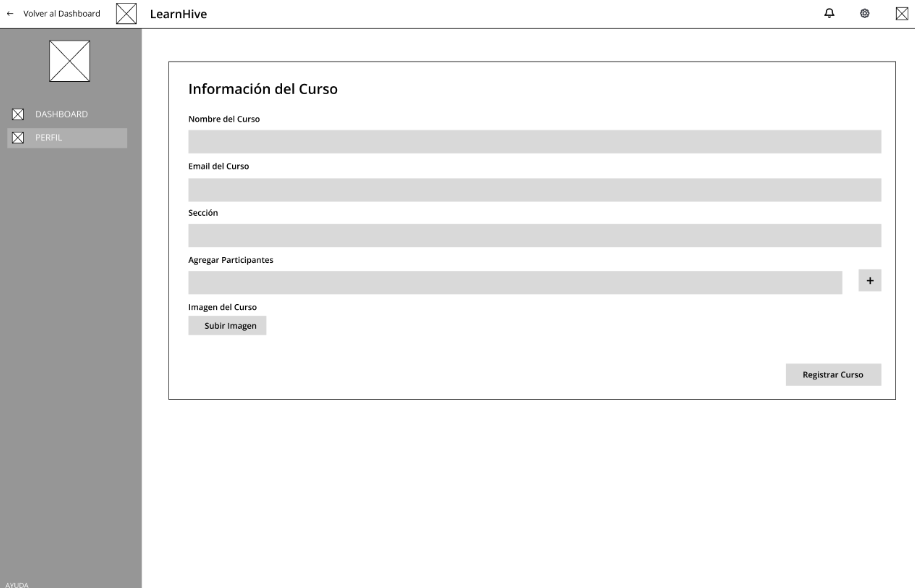 ← Volver al Dashboard
LearnHive
DASHBOARD
PERFIL
Información del Curso
Nombre del Curso
Email del Curso
Sección
Agregar Participantes
+
Imagen del Curso
Subir Imagen
Registrar Curso
AYUDA